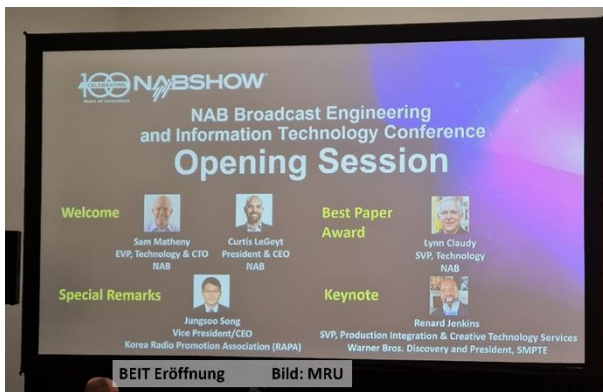 CELEBRATING
100
Years of Innovation
NABSHOW
NAB Broadcast Engineering
and Information Technology Conference
Opening Session
Welcome
Sam Matheny
EVP, Technology & CTO
NAB
Curtis LeGeyt
President & CEO
NAB
Best Paper
Award
Lynn Claudy
SVP, Technology
NAB
Special Remarks
Jungsoo Song
Vice President/CEO
Korea Radio Promotion Association (RAPA)
Keynote
Renard Jenkins
SVP, Production Integration & Creative Technology Services
Warner Bros. Discovery and President, SMPTE
BEIT Eröffnung Bild: MRU